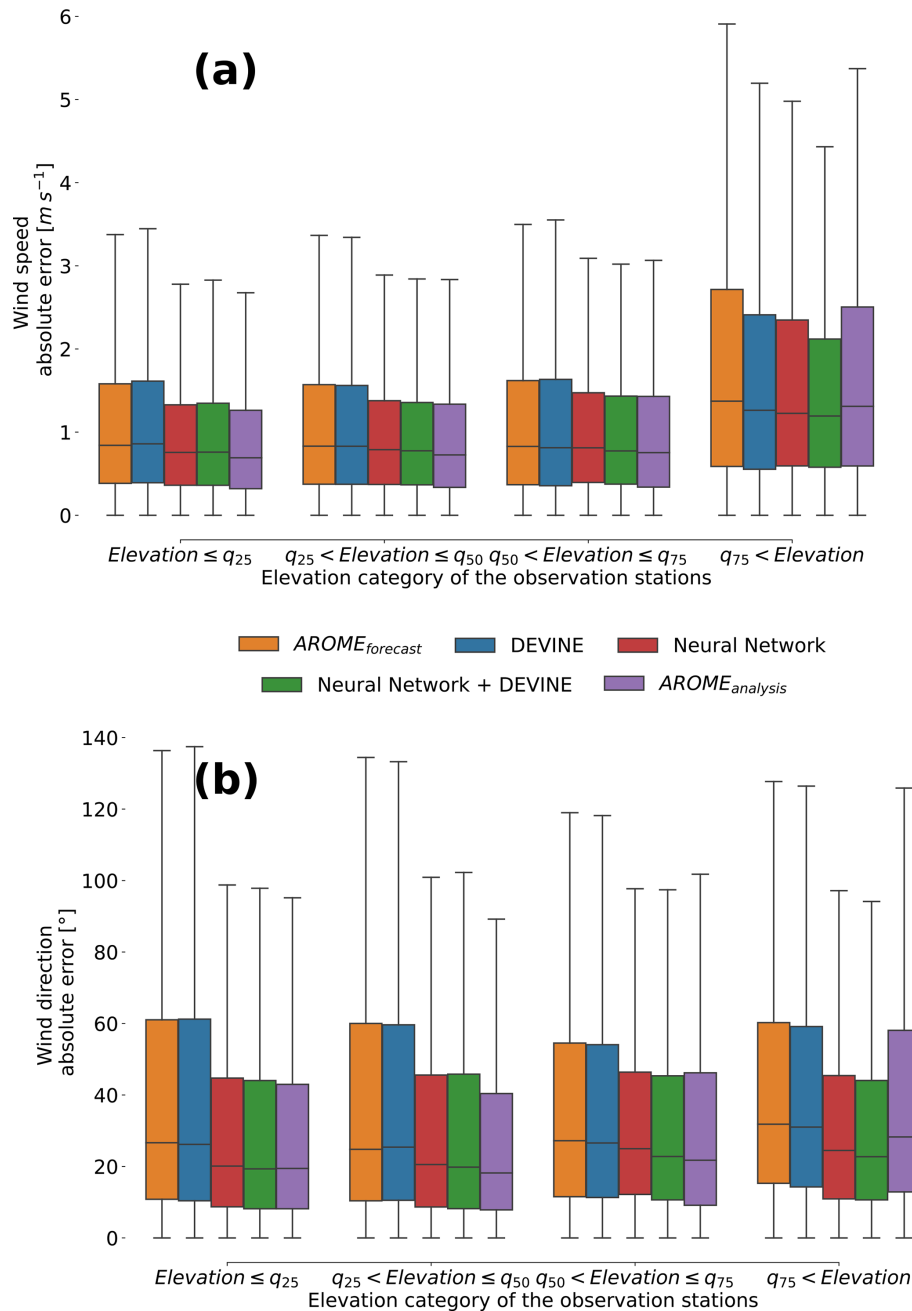 (a)
6
5
4
3
2
1
0
Wind speed
absolute error [m s⁻¹]
Elevation ≤ q₂₅ q₂₅ < Elevation ≤ q₅₀ q₅₀ < Elevation ≤ q₇₅ q₇₅ < Elevation
Elevation category of the observation stations
AROME_forecast DEVINE Neural Network
Neural Network + DEVINE AROME_analysis
(b)
140
120
100
80
60
40
20
0
Wind direction
absolute error [°]
Elevation ≤ q₂₅ q₂₅ < Elevation ≤ q₅₀ q₅₀ < Elevation ≤ q₇₅ q₇₅ < Elevation
Elevation category of the observation stations